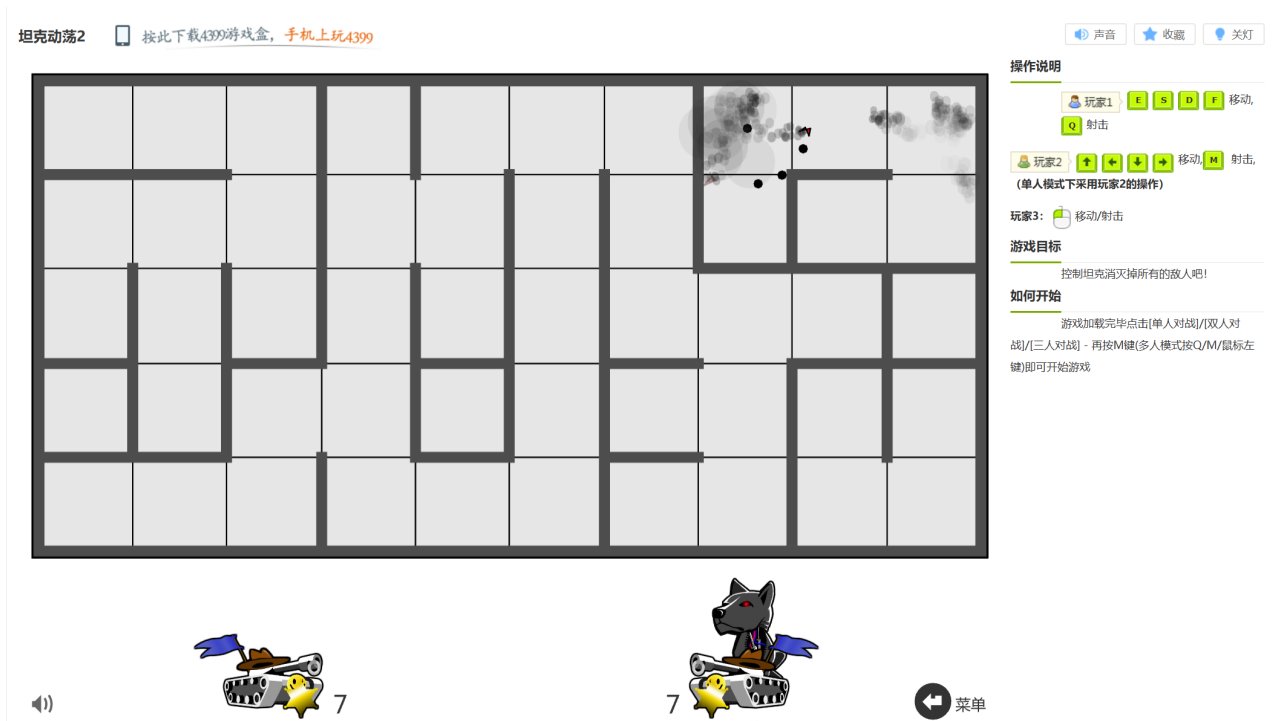 坦克动荡2
按此下载4399游戏盒，手机上玩4399
声音
收藏
关灯
操作说明
玩家1 E S D F 移动,
Q 射击
玩家2 ↑ ← ↓ → 移动, M 射击,
（单人模式下采用玩家2的操作）
玩家3： 移动/射击
游戏目标
控制坦克消灭掉所有的敌人吧！
如何开始
游戏加载完毕点击[单人对战]/[双人对
战]/[三人对战] - 再按M键(多人模式按Q/M/鼠标左
键)即可开始游戏
7
7
菜单